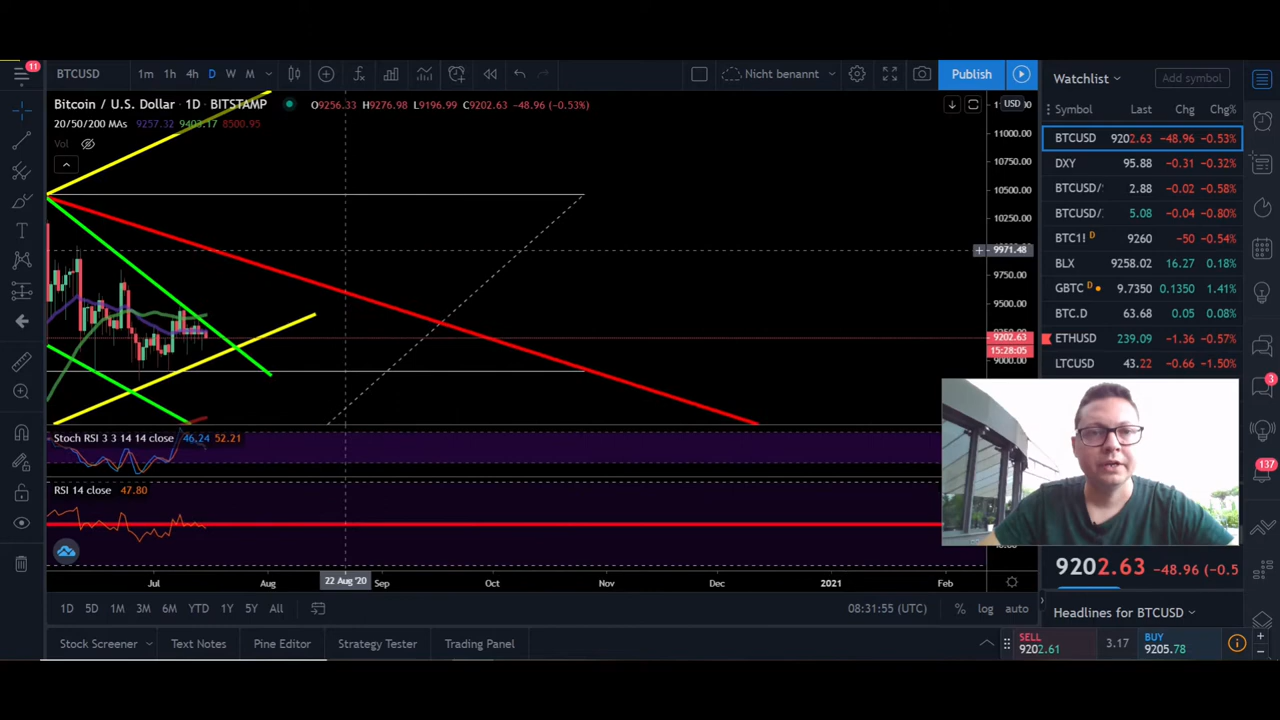 11
BTCUSD
1m 1h 4h D W M
Nicht benannt
Publish
Watchlist
Add symbol
Bitcoin / U.S. Dollar · 1D · BITSTAMP
O9256.33 H9276.98 L9196.99 C9202.63 −48.96 (−0.53%)
20/50/200 MAs 9257.32 9403.17 8500.95
Vol
USD
11000.00
10750.00
10500.00
10250.00
9971.48
9750.00
9500.00
9202.63
15:28:05
9000.00
Symbol Last Chg Chg%
BTCUSD 9202.63 −48.96 −0.53%
DXY 95.88 −0.31 −0.32%
BTCUSD/ 2.88 −0.02 −0.58%
BTCUSD/ 5.08 −0.04 −0.80%
BTC1! D 9260 −50 −0.54%
BLX 9258.02 16.27 0.18%
GBTC D 9.7350 0.1350 1.41%
BTC.D 63.68 0.05 0.08%
ETHUSD 239.09 −1.36 −0.57%
LTCUSD 43.22 −0.66 −1.50%
Stoch RSI 3 3 14 14 close 46.24 52.21
RSI 14 close 47.80
Jul Aug 22 Aug '20 Sep Oct Nov Dec 2021 Feb
1D 5D 1M 3M 6M YTD 1Y 5Y All
08:31:55 (UTC) % log auto
Stock Screener Text Notes Pine Editor Strategy Tester Trading Panel
9202.63 −48.96 (−0.5
Headlines for BTCUSD
SELL
9202.61
3.17
BUY
9205.78
3
137